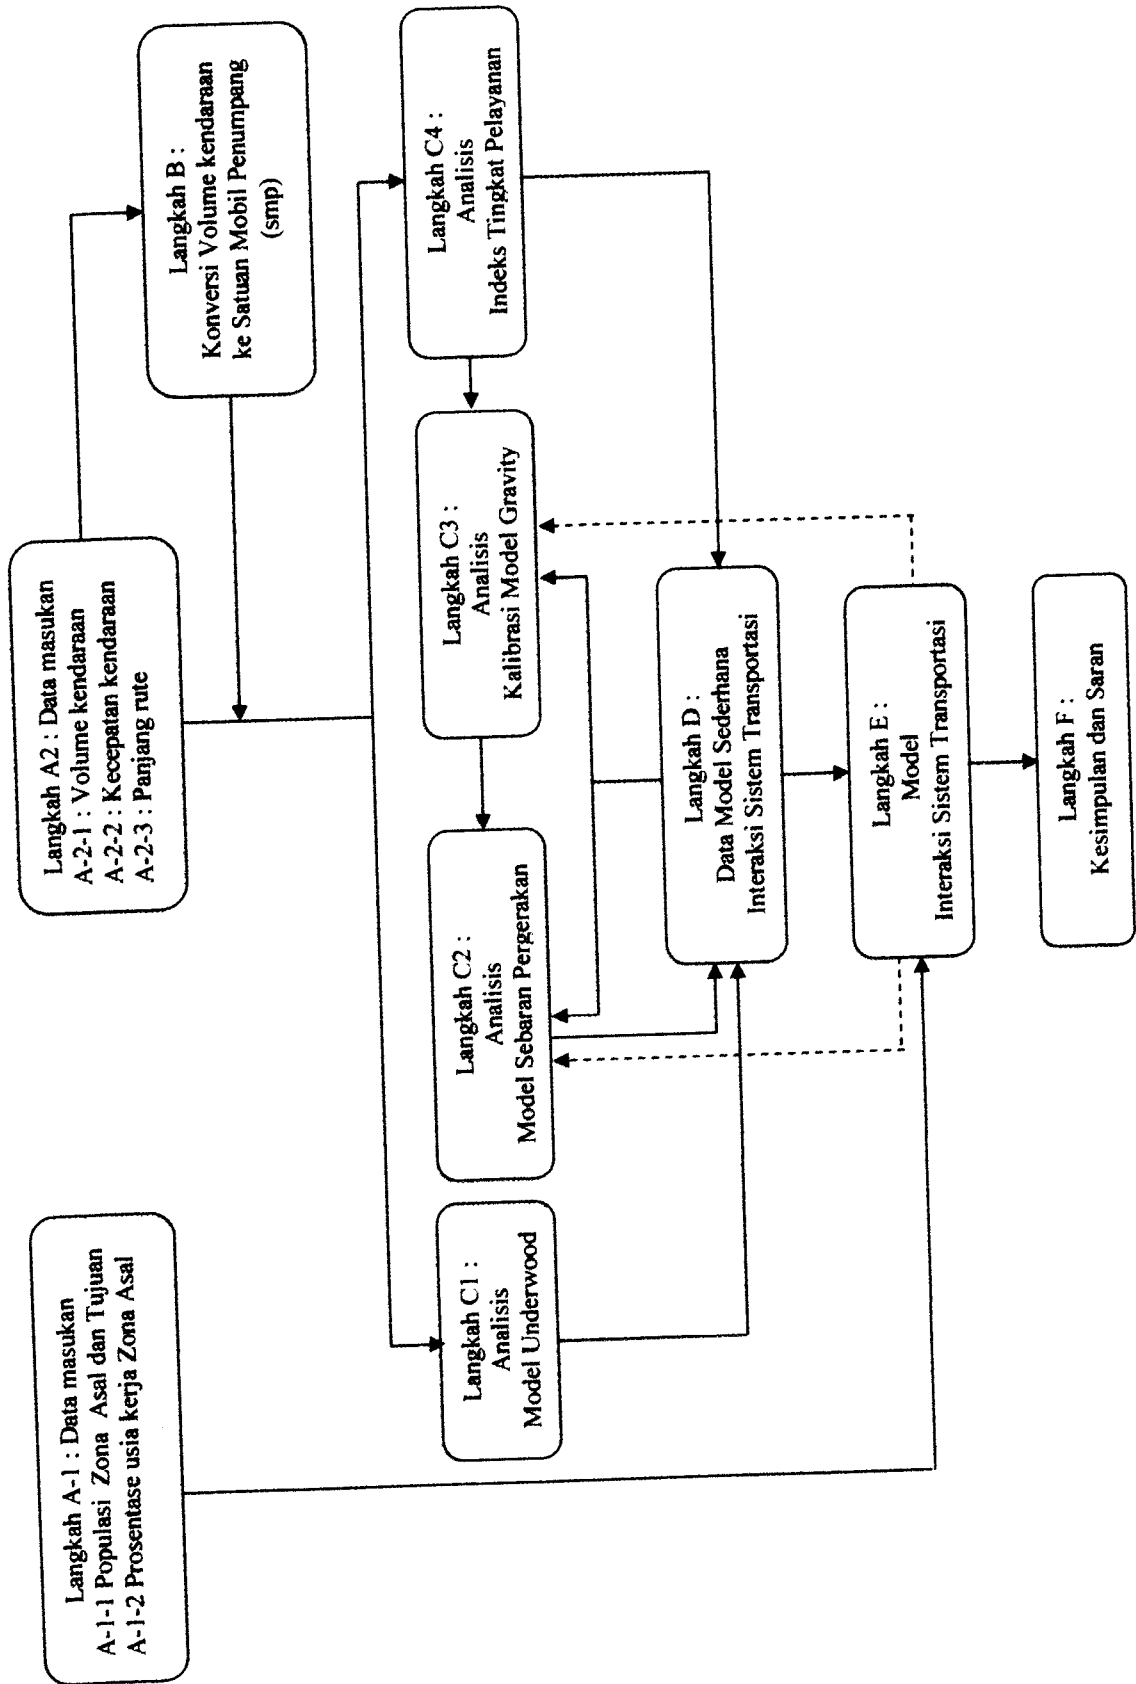 Langkah A-1 : Data masukan
A-1-1 Populasi Zona Asal dan Tujuan
A-1-2 Prosentase usia kerja Zona Asal
Langkah A2 : Data masukan
A-2-1 : Volume kendaraan
A-2-2 : Kecepatan kendaraan
A-2-3 : Panjang rute
Langkah B :
Konversi Volume kendaraan
ke Satuan Mobil Penumpang
(smp)
Langkah C1 :
Analisis
Model Underwood
Langkah C2 :
Analisis
Model Sebaran Pergerakan
Langkah C3 :
Analisis
Kalibrasi Model Gravity
Langkah C4 :
Analisis
Indeks Tingkat Pelayanan
Langkah D :
Data Model Sederhana
Interaksi Sistem Transportasi
Langkah E :
Model
Interaksi Sistem Transportasi
Langkah F :
Kesimpulan dan Saran